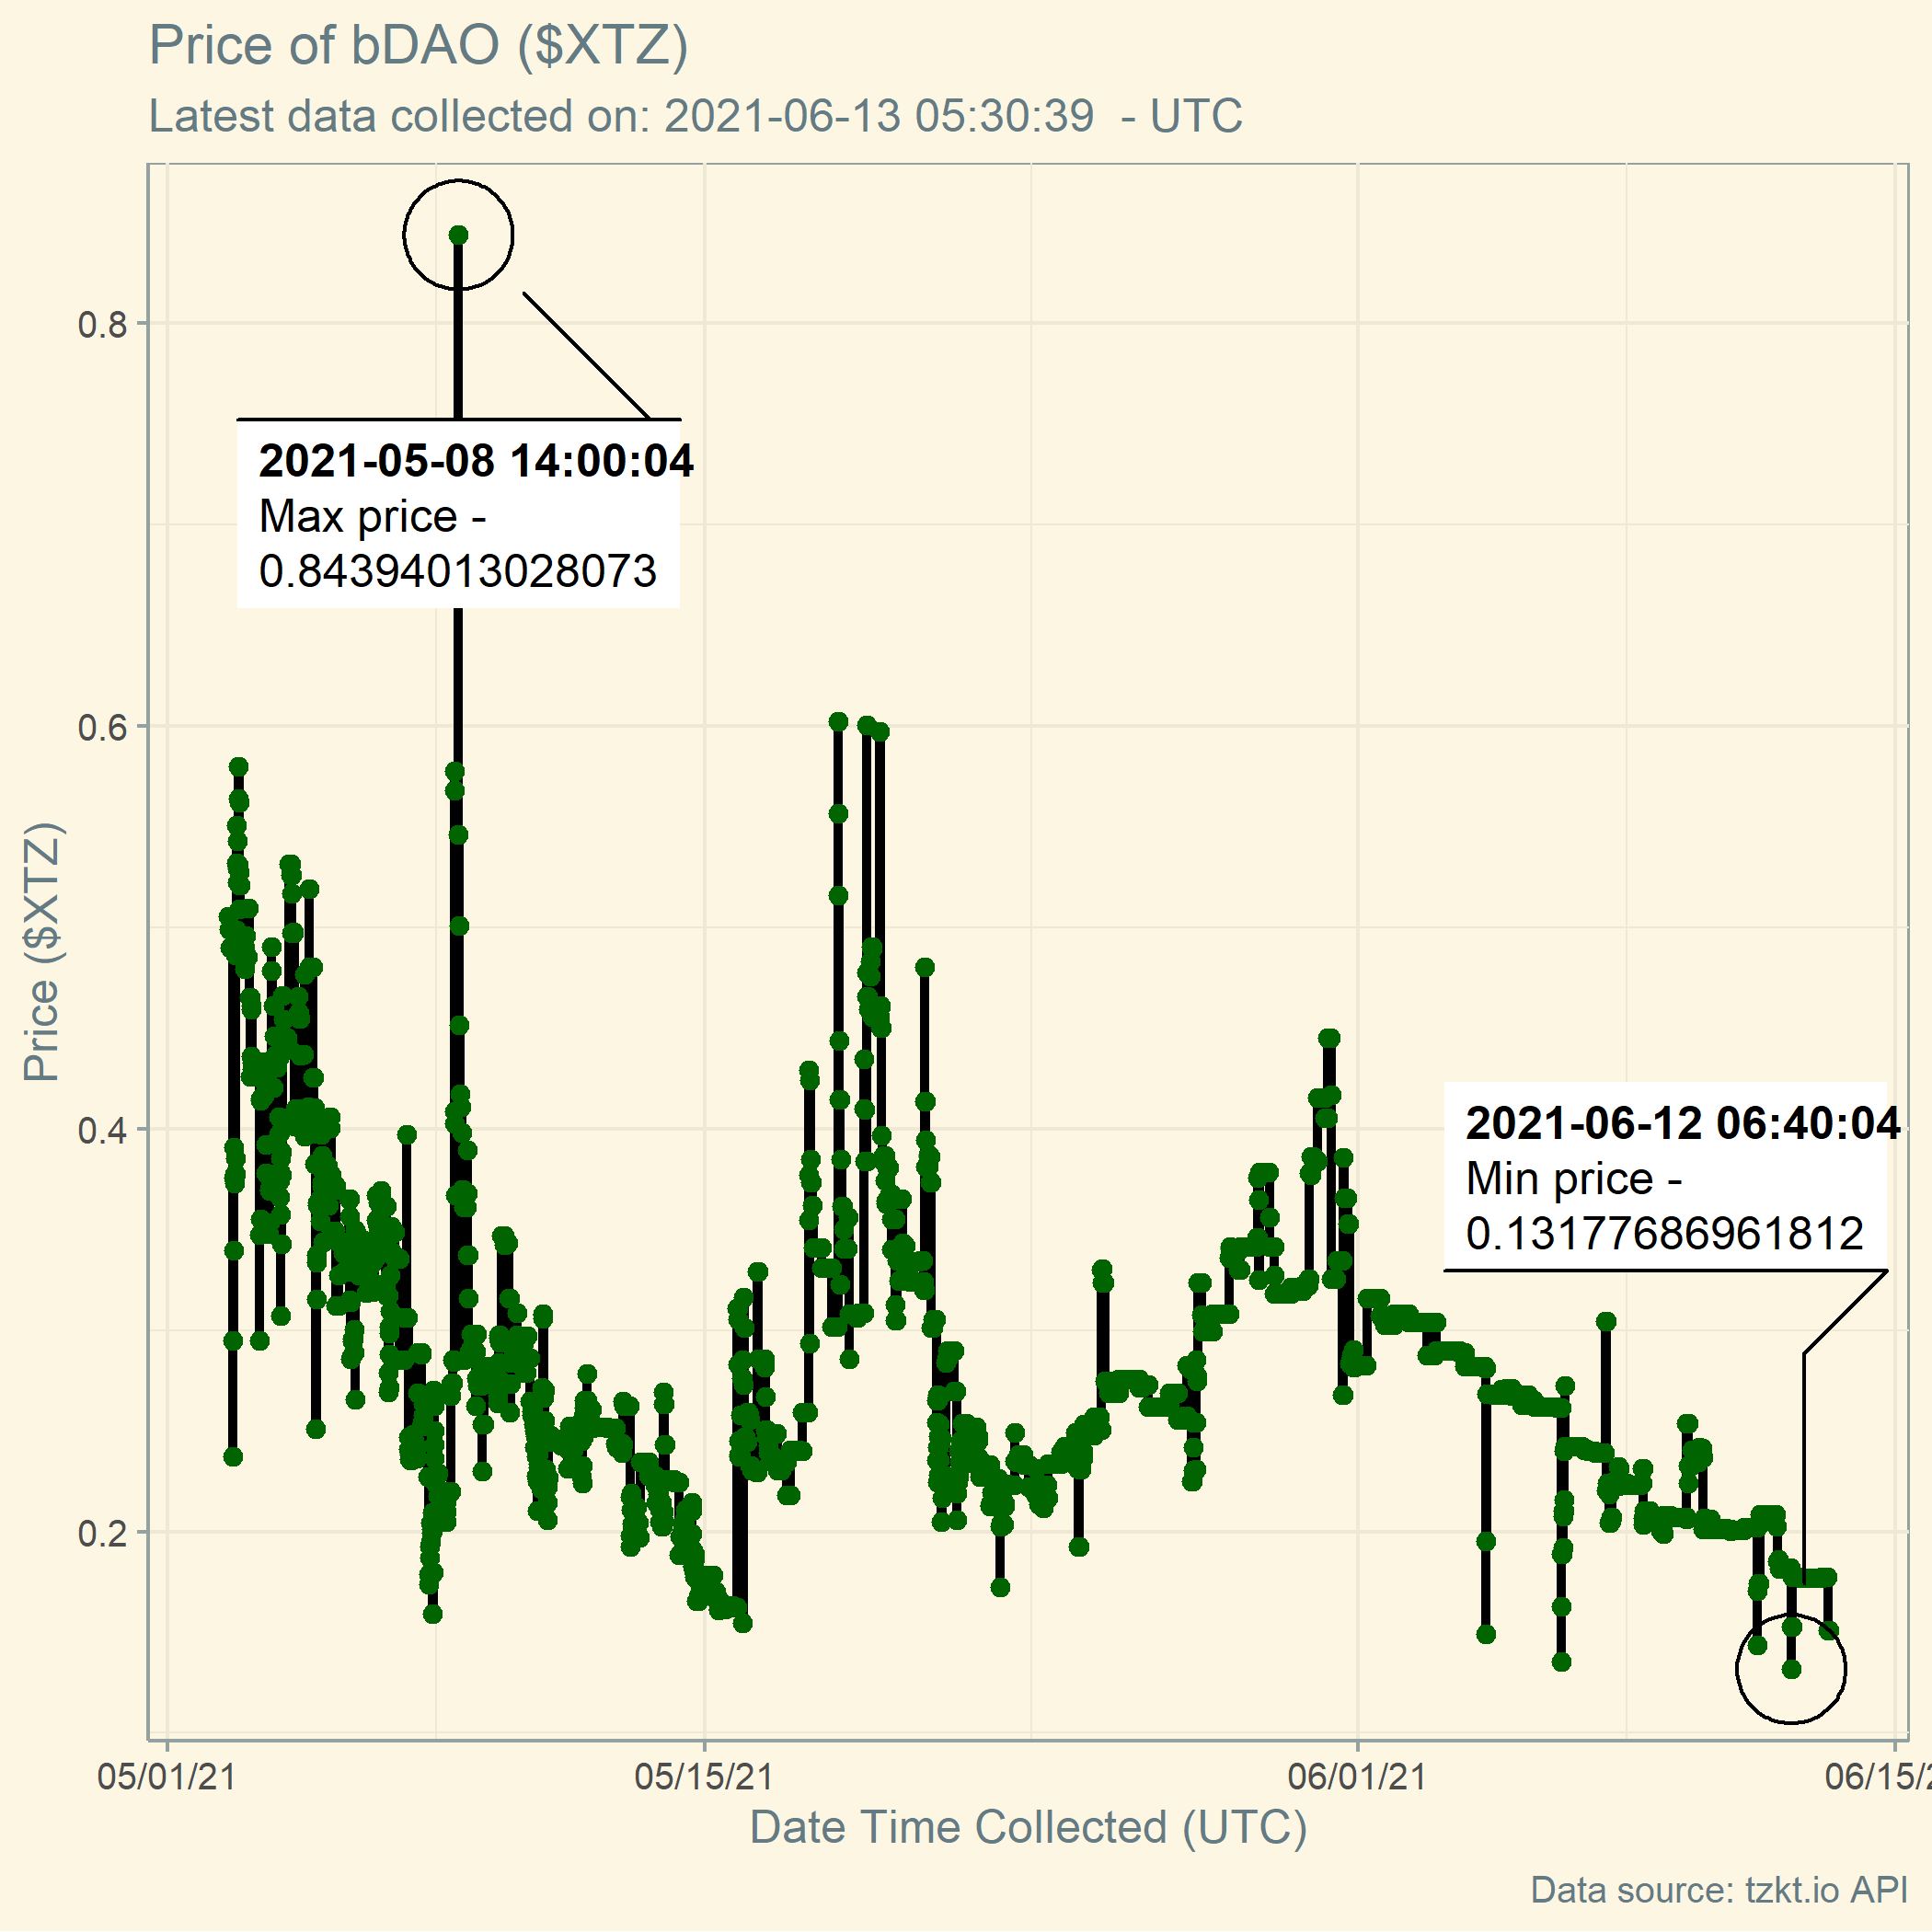 Price of bDAO ($XTZ)
Latest data collected on: 2021-06-13 05:30:39 - UTC
0.8
0.6
0.4
0.2
Price ($XTZ)
2021-05-08 14:00:04
Max price -
0.84394013028073
2021-06-12 06:40:04
Min price -
0.13177686961812
05/01/21
05/15/21
06/01/21
06/15/2
Date Time Collected (UTC)
Data source: tzkt.io API